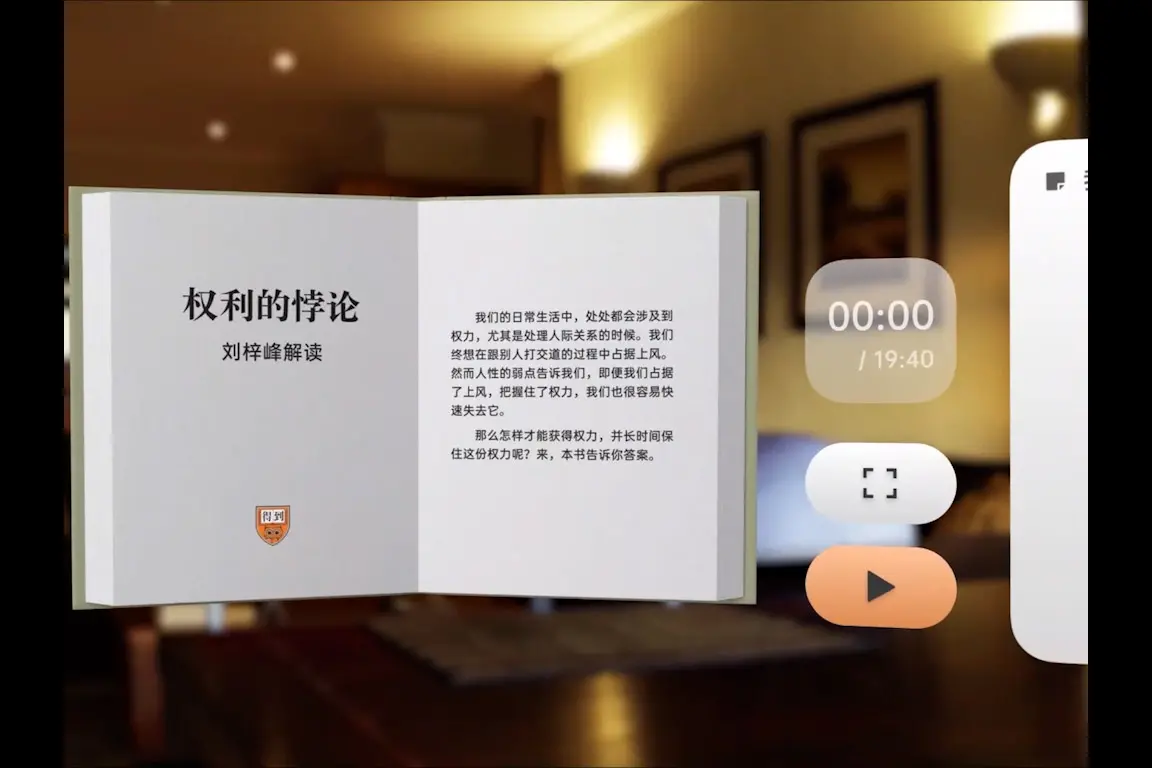 权利的悖论
刘梓峰解读
得到
我们的日常生活中，处处都会涉及到
权力，尤其是处理人际关系的时候。我们
终想在跟别人打交道的过程中占据上风。
然而人性的弱点告诉我们，即便我们占据
了上风，把握住了权力，我们也很容易快
速失去它。
那么怎样才能获得权力，并长时间保
住这份权力呢？来，本书告诉你答案。
00:00
/ 19:40